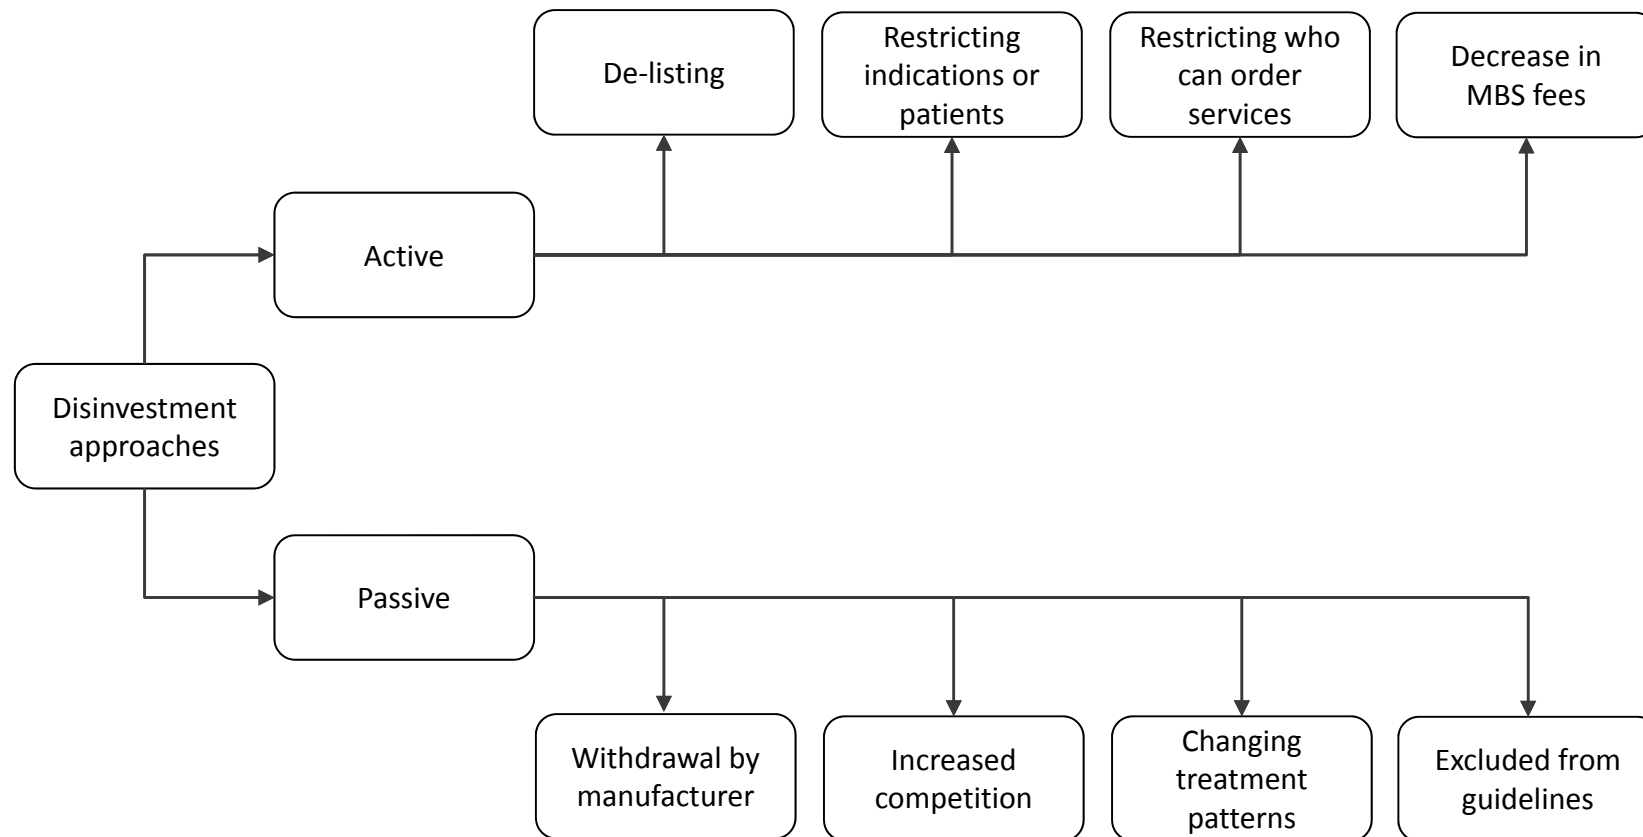 De-listing
Restricting
indications or
patients
Restricting who
can order
services
Decrease in
MBS fees
Active
Disinvestment
approaches
Passive
Withdrawal by
manufacturer
Increased
competition
Changing
treatment
patterns
Excluded from
guidelines